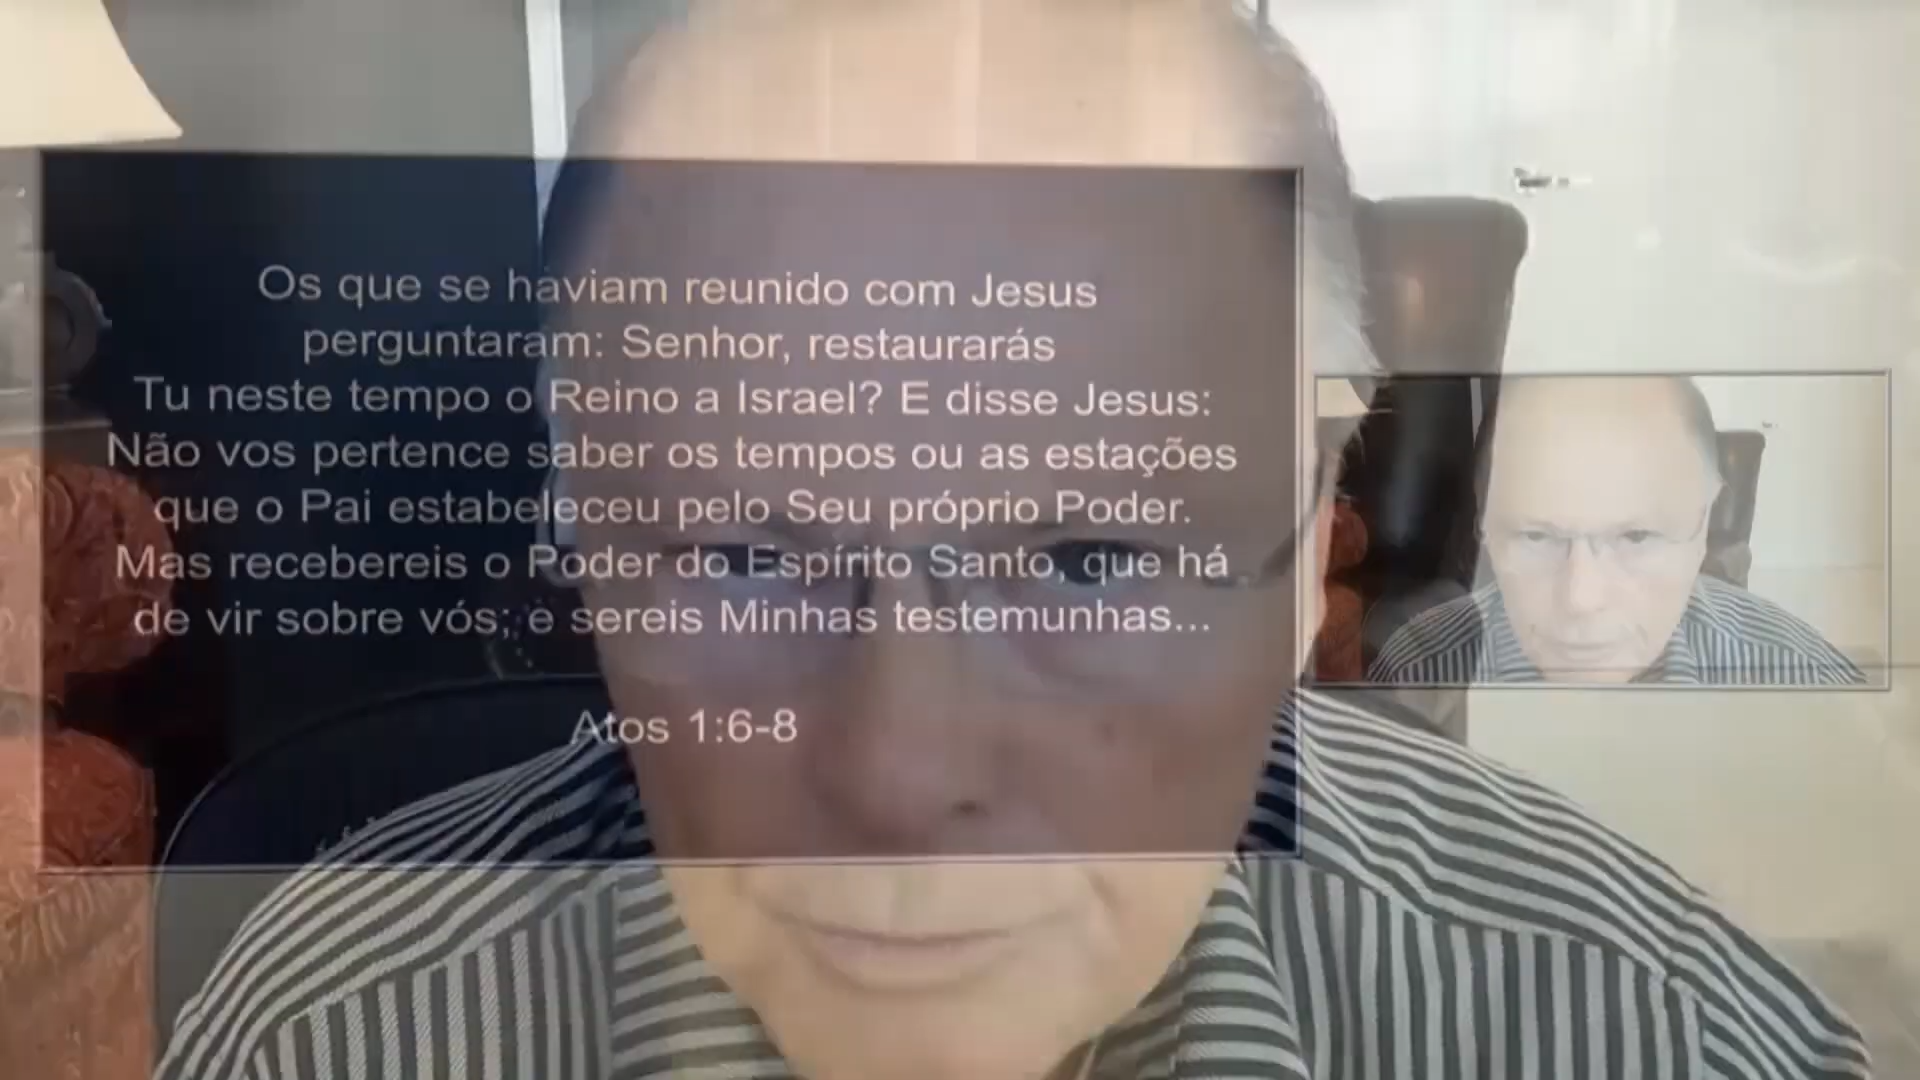 Os que se haviam reunido com Jesus
perguntaram: Senhor, restaurarás
Tu neste tempo o Reino a Israel? E disse Jesus:
Não vos pertence saber os tempos ou as estações
que o Pai estabeleceu pelo Seu próprio Poder.
Mas recebereis o Poder do Espírito Santo, que há
de vir sobre vós; e sereis Minhas testemunhas...
Atos 1:6-8